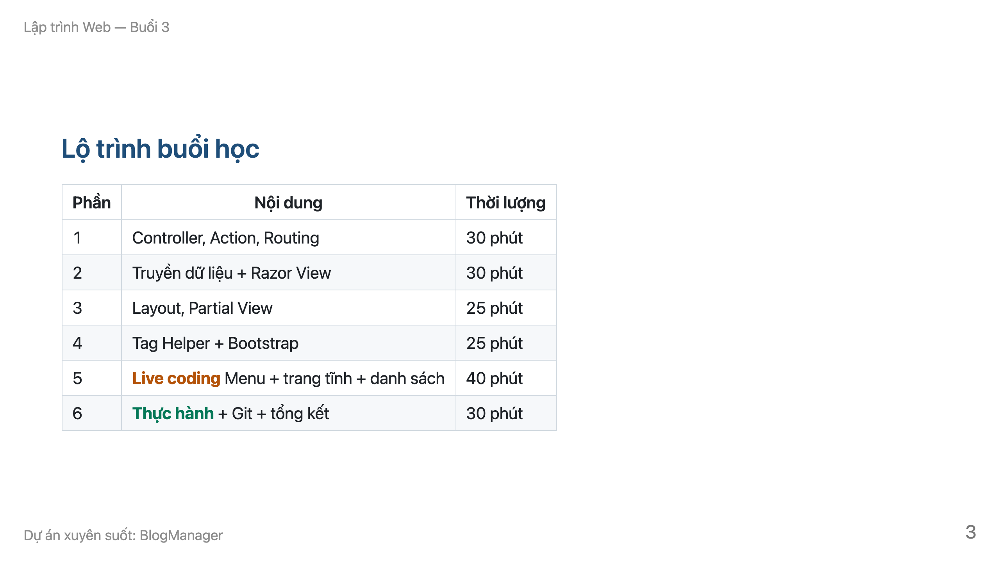 Lập trình Web — Buổi 3
Lộ trình buổi học
Phần Nội dung Thời lượng
1 Controller, Action, Routing 30 phút
2 Truyền dữ liệu + Razor View 30 phút
3 Layout, Partial View 25 phút
4 Tag Helper + Bootstrap 25 phút
5 Live coding Menu + trang tĩnh + danh sách 40 phút
6 Thực hành + Git + tổng kết 30 phút
Dự án xuyên suốt: BlogManager
3